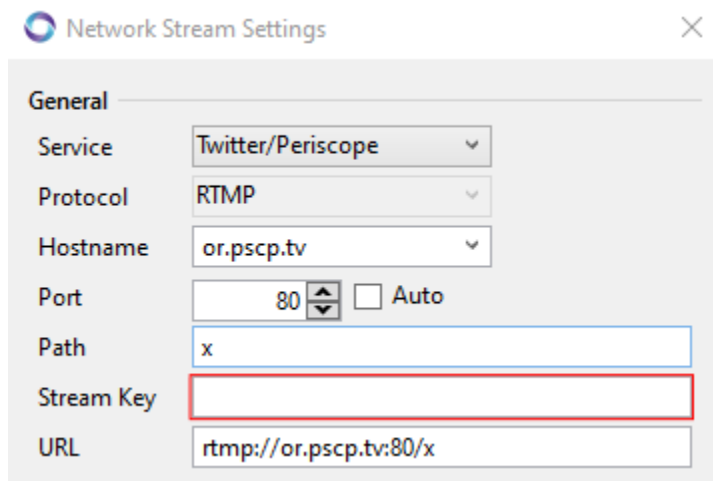 Network Stream Settings
General
Service Twitter/Periscope
Protocol RTMP
Hostname or.pscp.tv
Port 80 Auto
Path x
Stream Key
URL rtmp://or.pscp.tv:80/x